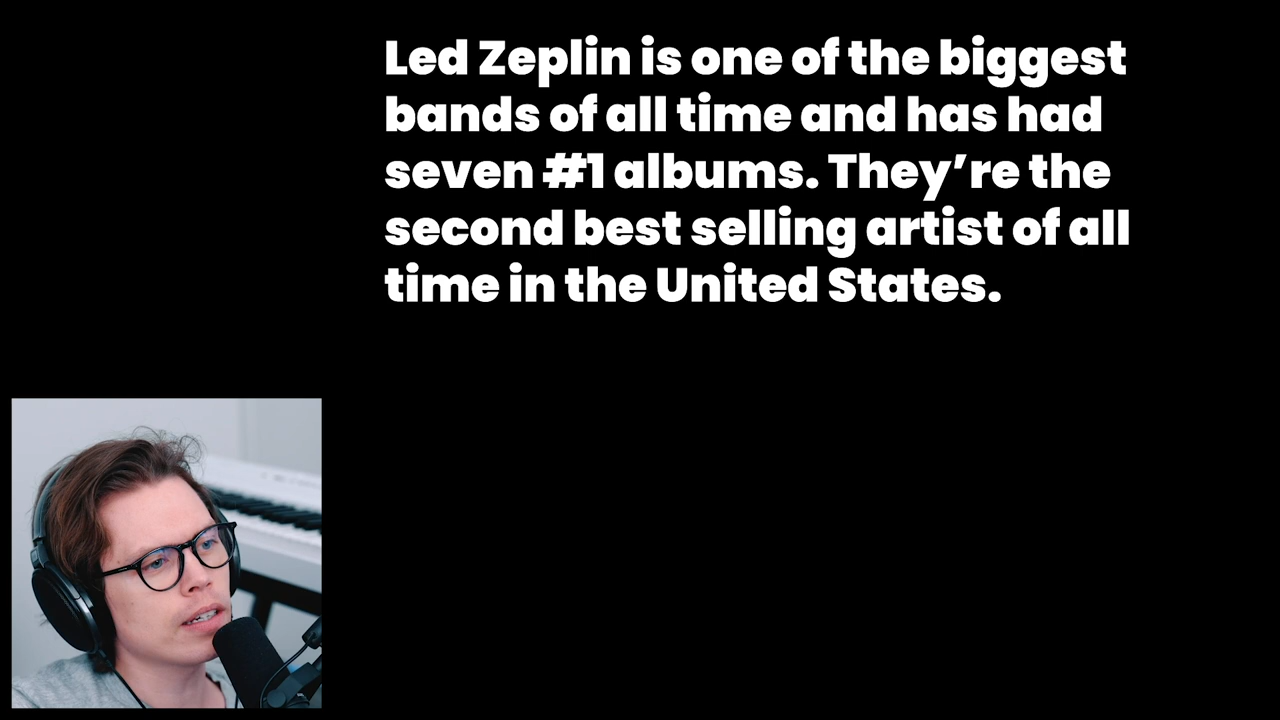 Led Zeplin is one of the biggest
bands of all time and has had
seven #1 albums. They’re the
second best selling artist of all
time in the United States.